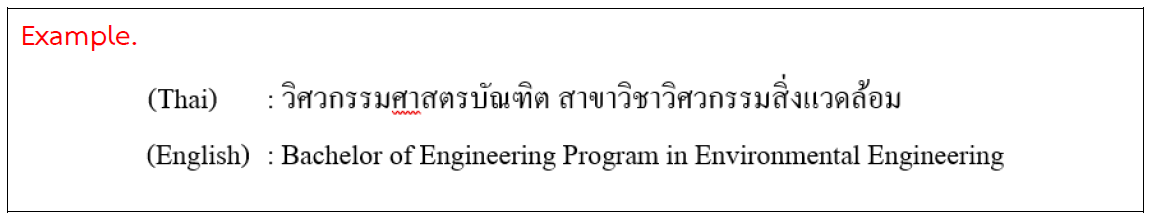 Example.
(Thai) : วิศวกรรมศาสตรบัณฑิต สาขาวิชาวิศวกรรมสิ่งแวดล้อม
(English) : Bachelor of Engineering Program in Environmental Engineering